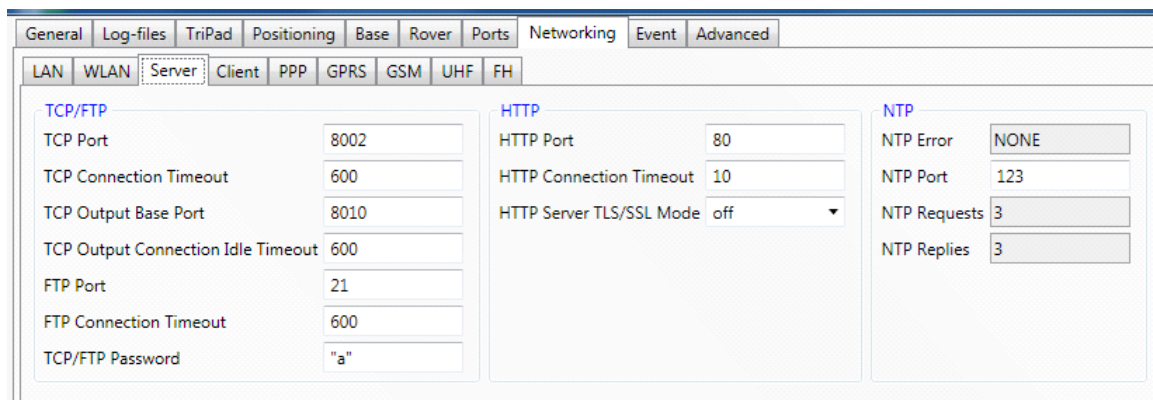 General Log-files TriPad Positioning Base Rover Ports Networking Event Advanced
LAN WLAN Server Client PPP GPRS GSM UHF FH
TCP/FTP
TCP Port 8002
TCP Connection Timeout 600
TCP Output Base Port 8010
TCP Output Connection Idle Timeout 600
FTP Port 21
FTP Connection Timeout 600
TCP/FTP Password "a"
HTTP
HTTP Port 80
HTTP Connection Timeout 10
HTTP Server TLS/SSL Mode off
NTP
NTP Error NONE
NTP Port 123
NTP Requests 3
NTP Replies 3